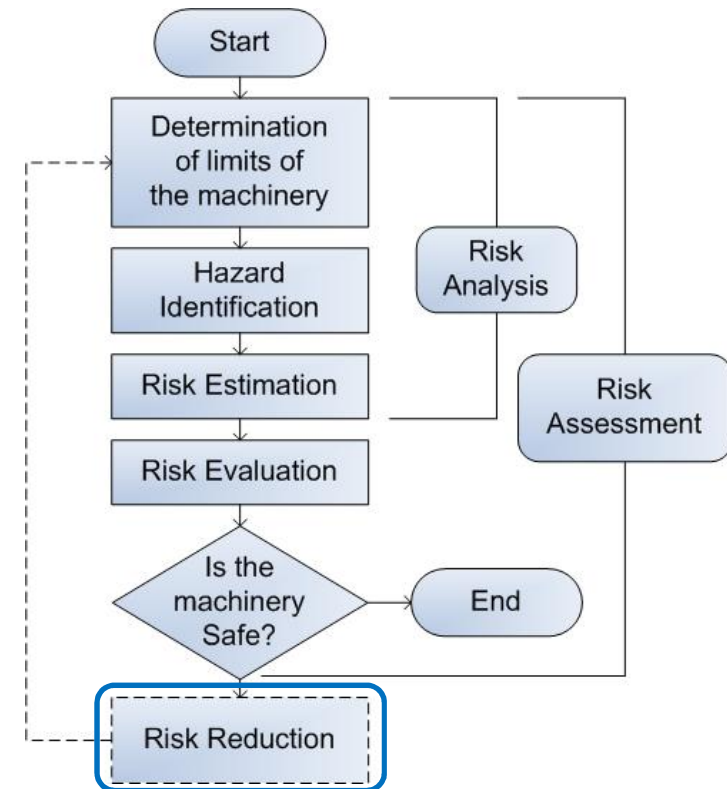 Start
Determination
of limits of
the machinery
Hazard
Identification
Risk
Analysis
Risk Estimation
Risk
Assessment
Risk Evaluation
Is the
machinery
Safe?
End
Risk Reduction